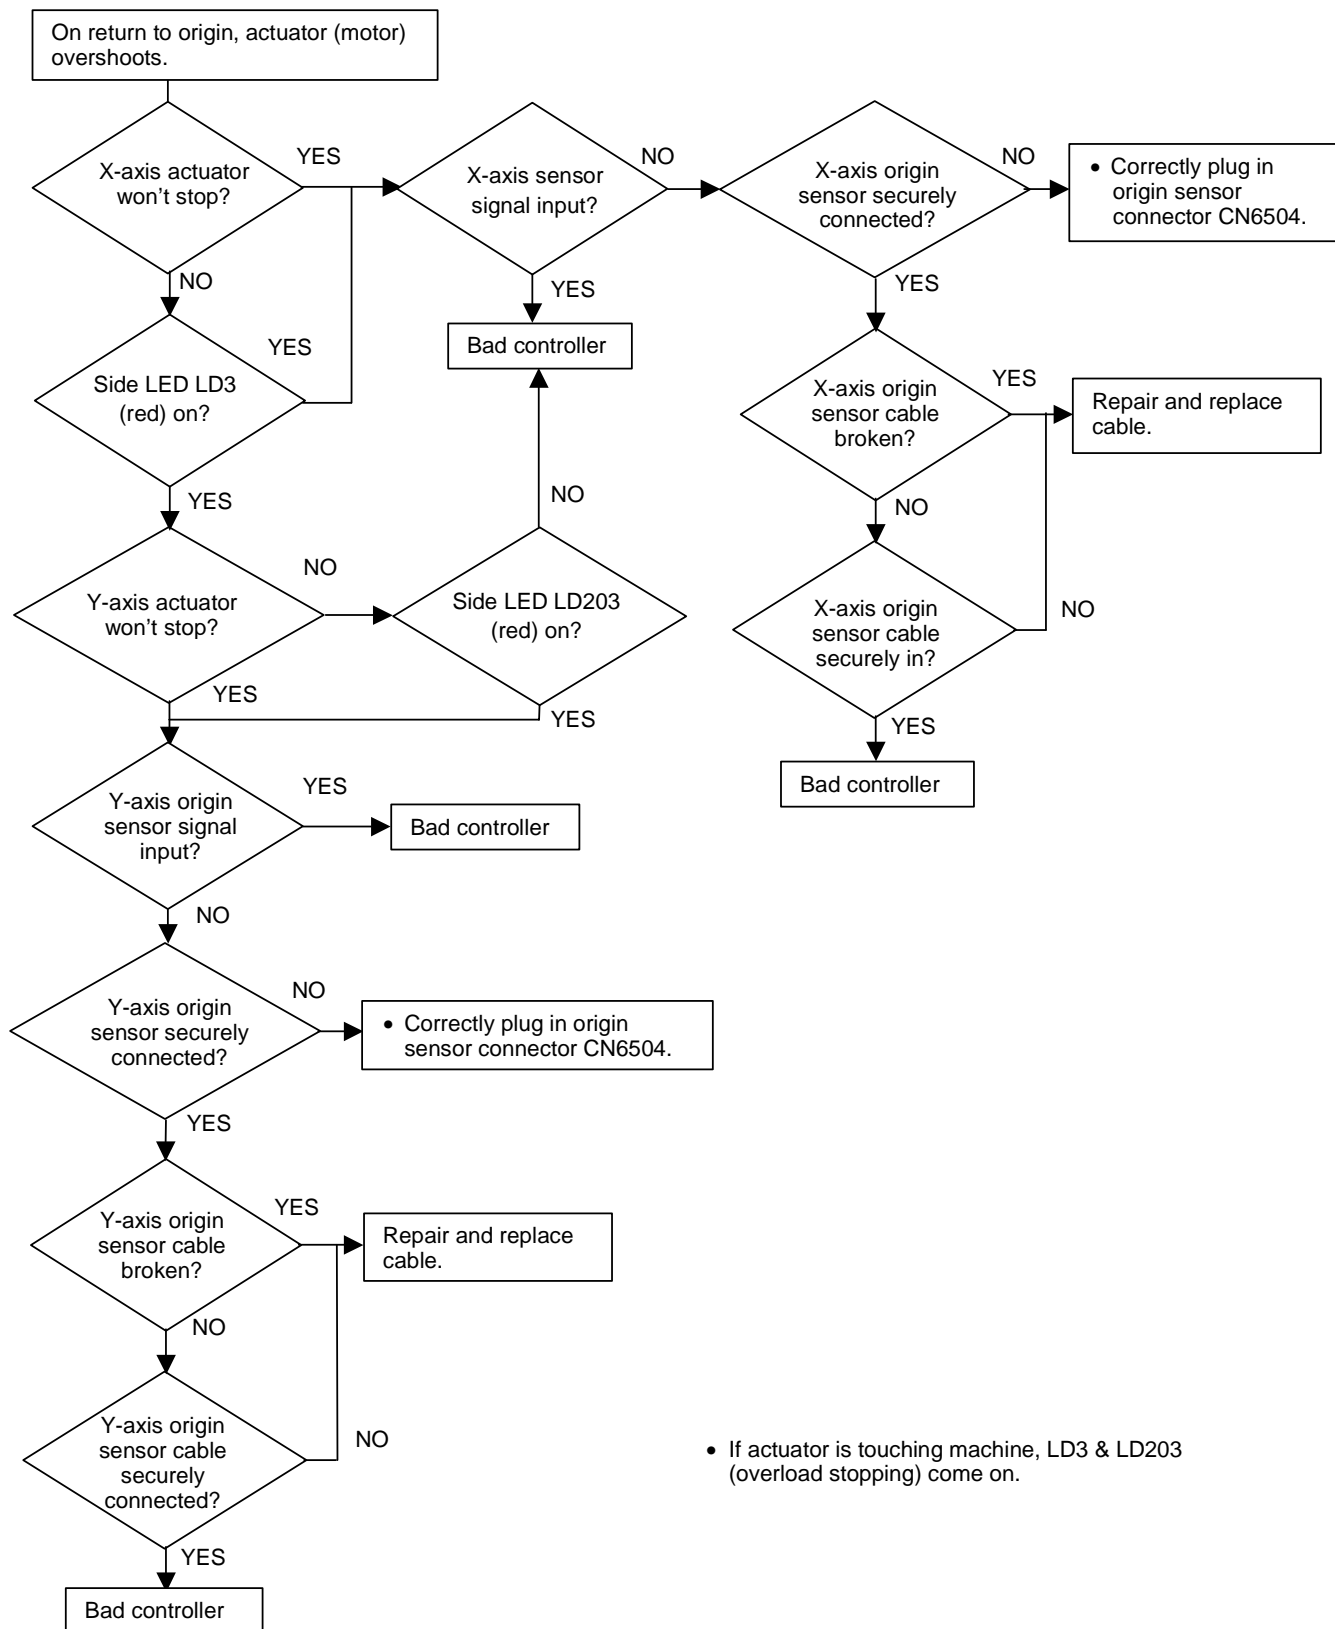 On return to origin, actuator (motor)
overshoots.
X-axis actuator
won't stop?
YES
NO
X-axis sensor
signal input?
NO
YES
X-axis origin
sensor securely
connected?
NO
YES
• Correctly plug in
origin sensor
connector CN6504.
Side LED LD3
(red) on?
YES
YES
Bad controller
X-axis origin
sensor cable
broken?
YES
NO
Repair and replace
cable.
Y-axis actuator
won't stop?
NO
YES
Side LED LD203
(red) on?
NO
YES
X-axis origin
sensor cable
securely in?
NO
YES
Bad controller
Y-axis origin
sensor signal
input?
YES
NO
Bad controller
Y-axis origin
sensor securely
connected?
NO
YES
• Correctly plug in origin
sensor connector CN6504.
Y-axis origin
sensor cable
broken?
YES
NO
Repair and replace
cable.
Y-axis origin
sensor cable
securely
connected?
NO
YES
Bad controller
• If actuator is touching machine, LD3 & LD203
(overload stopping) come on.